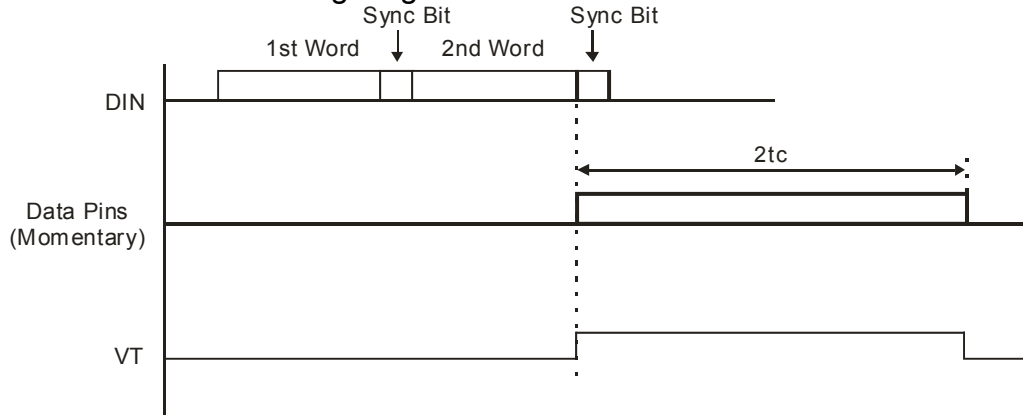 Sync Bit
Sync Bit
1st Word
2nd Word
DIN
2tc
Data Pins
(Momentary)
VT